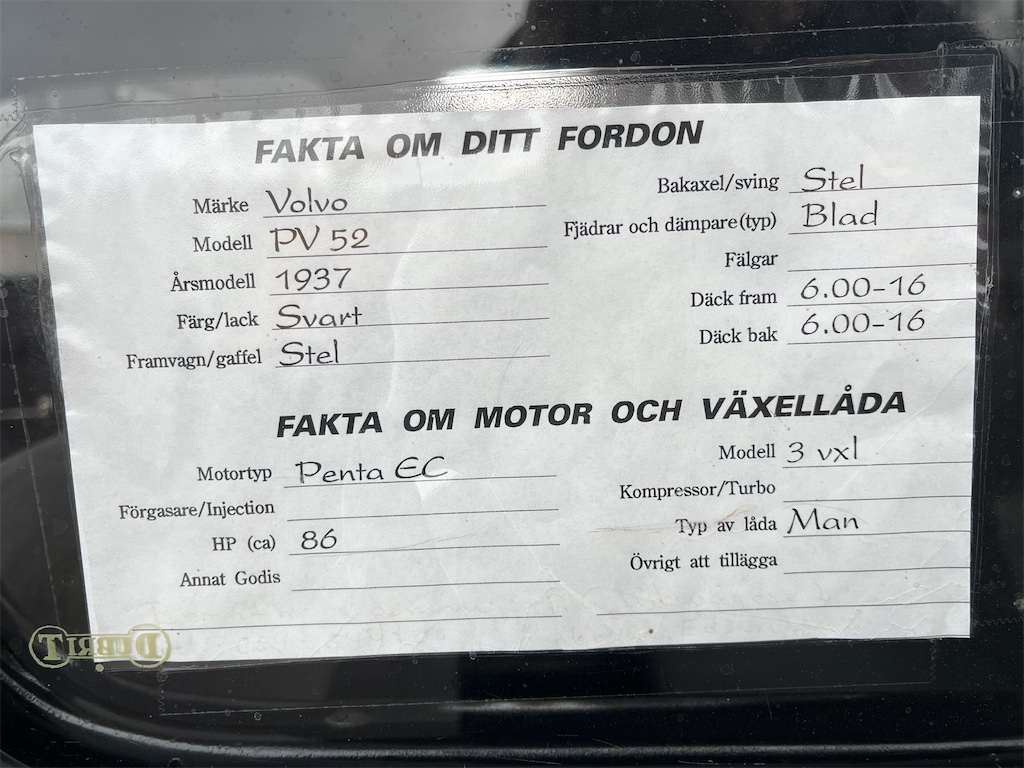 FAKTA OM DITT FORDON
Märke Volvo
Modell PV 52
Årsmodell 1937
Färg/lack Svart
Framvagn/gaffel Stel
Bakaxel/sving Stel
Fjädrar och dämpare(typ) Blad
Fälgar
Däck fram 6.00-16
Däck bak 6.00-16
FAKTA OM MOTOR OCH VÄXELLÅDA
Motortyp Penta EC
Förgasare/Injection
HP (ca) 86
Annat Godis
Modell 3 vxl
Kompressor/Turbo
Typ av låda Man
Övrigt att tillägga
DUBRIT